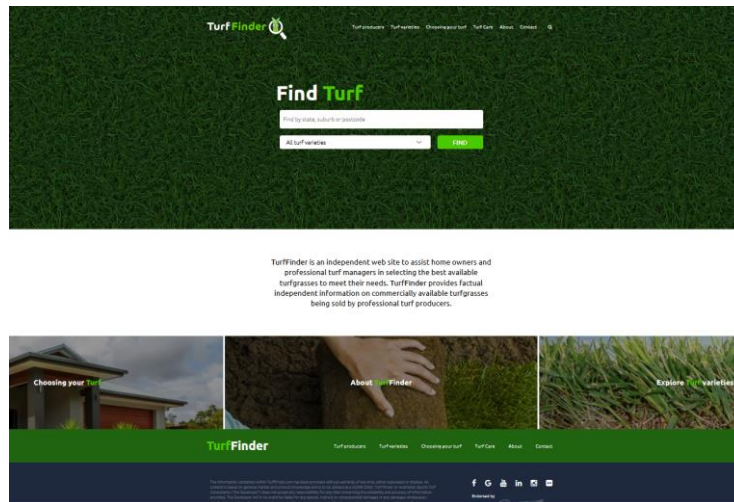 TurfFinder
Turf producers Turf varieties Choosing your turf Turf Care About Contact
Find Turf
Find by state, suburb or postcode
All turf varieties FIND
TurfFinder is an independent web site to assist home owners and
professional turf managers in selecting the best available
turfgrasses to meet their needs. TurfFinder provides factual
independent information on commercially available turfgrasses
being sold by professional turf producers.
Choosing your Turf
About TurfFinder
Explore Turf varieties
TurfFinder
Turf producers Turf varieties Choosing your turf Turf Care About Contact
Endorsed by